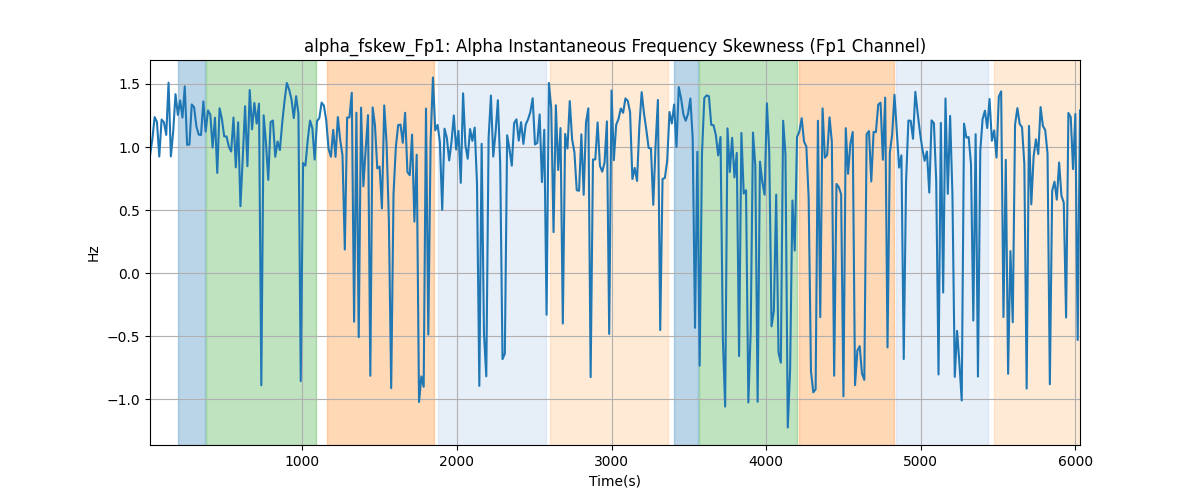 alpha_fskew_Fp1: Alpha Instantaneous Frequency Skewness (Fp1 Channel)
1.5
1.0
0.5
0.0
−0.5
−1.0
Hz
1000 2000 3000 4000 5000 6000
Time(s)